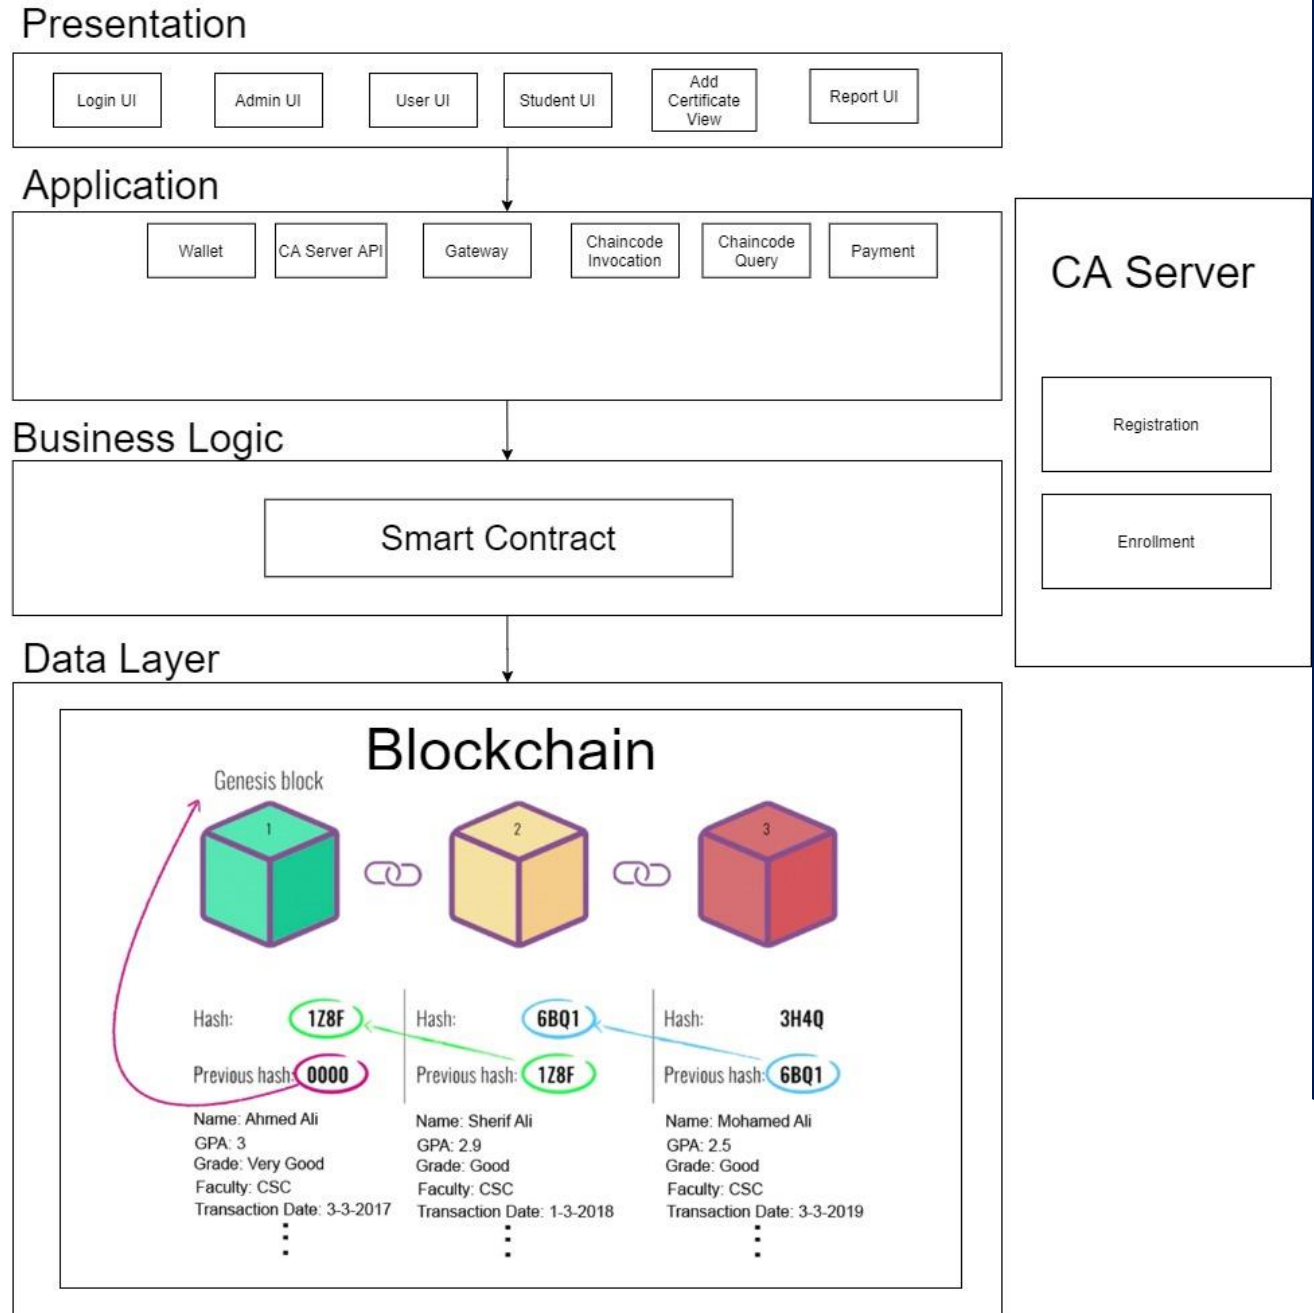 Presentation
Login UI
Admin UI
User UI
Student UI
Add
Certificate
View
Report UI
Application
Wallet
CA Server API
Gateway
Chaincode
Invocation
Chaincode
Query
Payment
CA Server
Registration
Enrollment
Business Logic
Smart Contract
Data Layer
Blockchain
Genesis block
1
2
3
Hash: 1Z8F
Previous hash: 0000
Name: Ahmed Ali
GPA: 3
Grade: Very Good
Faculty: CSC
Transaction Date: 3-3-2017
Hash: 6BQ1
Previous hash: 1Z8F
Name: Sherif Ali
GPA: 2.9
Grade: Good
Faculty: CSC
Transaction Date: 1-3-2018
Hash: 3H4Q
Previous hash: 6BQ1
Name: Mohamed Ali
GPA: 2.5
Grade: Good
Faculty: CSC
Transaction Date: 3-3-2019